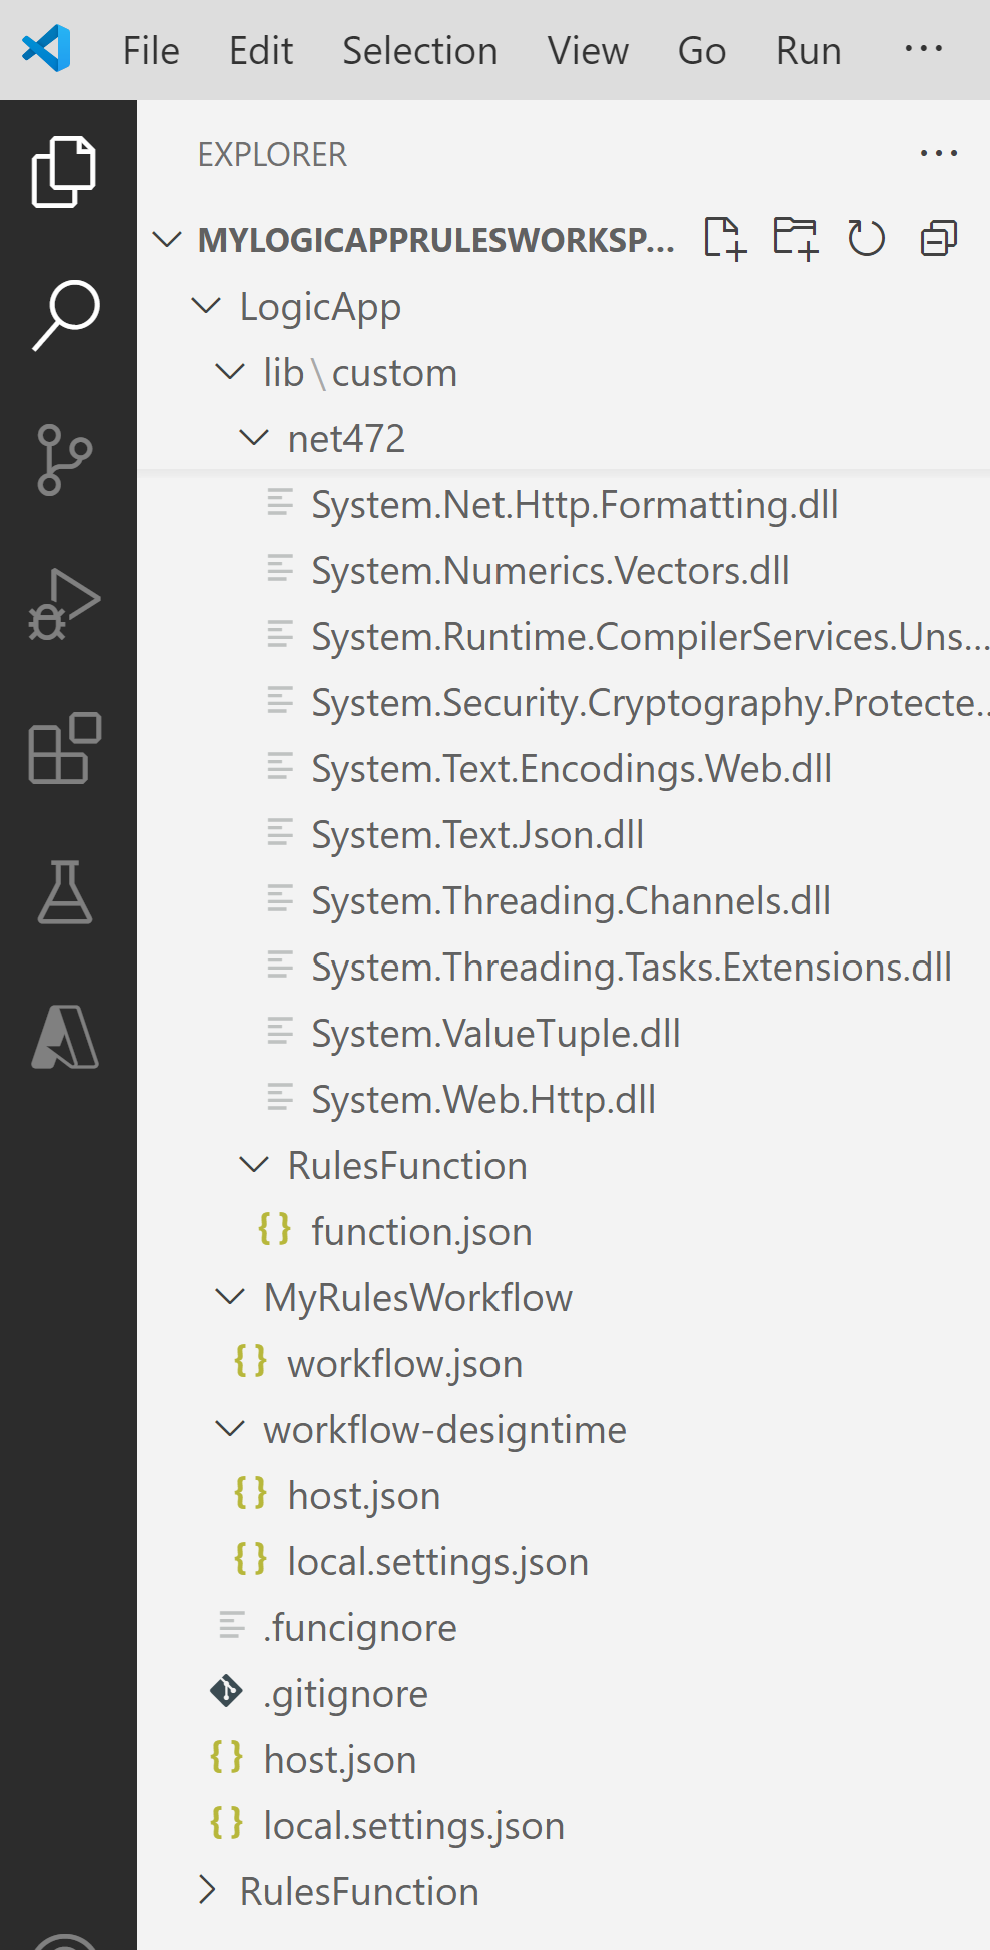 File Edit Selection View Go Run ...
EXPLORER ...
MYLOGICAPPRULESWORKSP...
LogicApp
lib\custom
net472
System.Net.Http.Formatting.dll
System.Numerics.Vectors.dll
System.Runtime.CompilerServices.Uns...
System.Security.Cryptography.Protecte...
System.Text.Encodings.Web.dll
System.Text.Json.dll
System.Threading.Channels.dll
System.Threading.Tasks.Extensions.dll
System.ValueTuple.dll
System.Web.Http.dll
RulesFunction
{} function.json
MyRulesWorkflow
{} workflow.json
workflow-designtime
{} host.json
{} local.settings.json
.funcignore
.gitignore
{} host.json
{} local.settings.json
RulesFunction